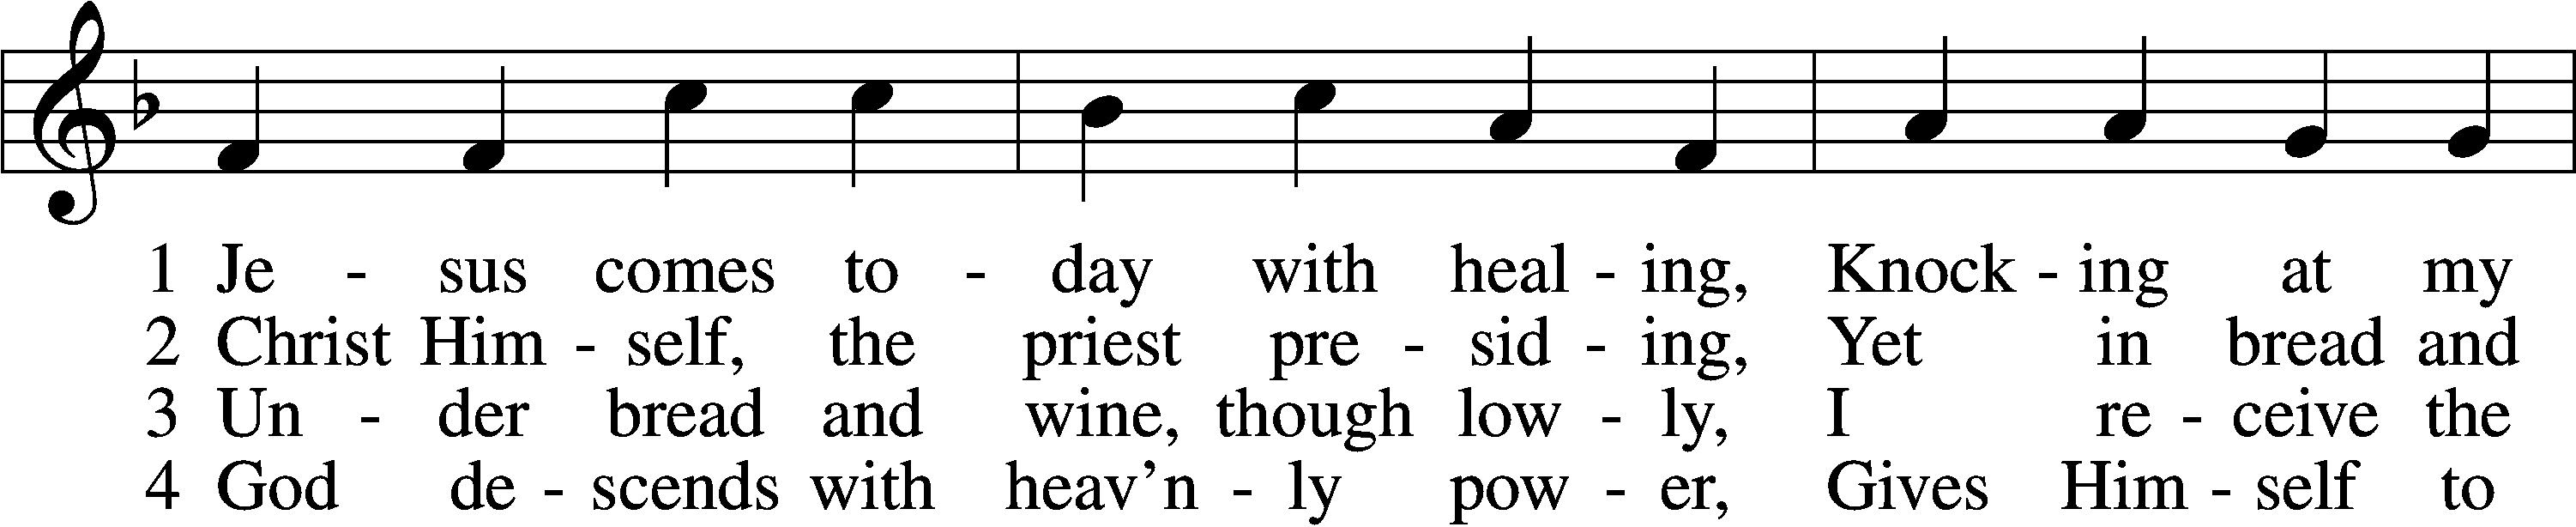 1 Je - sus comes to - day with heal - ing, Knock - ing at my
2 Christ Him - self, the priest pre - sid - ing, Yet in bread and
3 Un - der bread and wine, though low - ly, I re - ceive the
4 God de - scends with heav'n - ly pow - er, Gives Him - self to